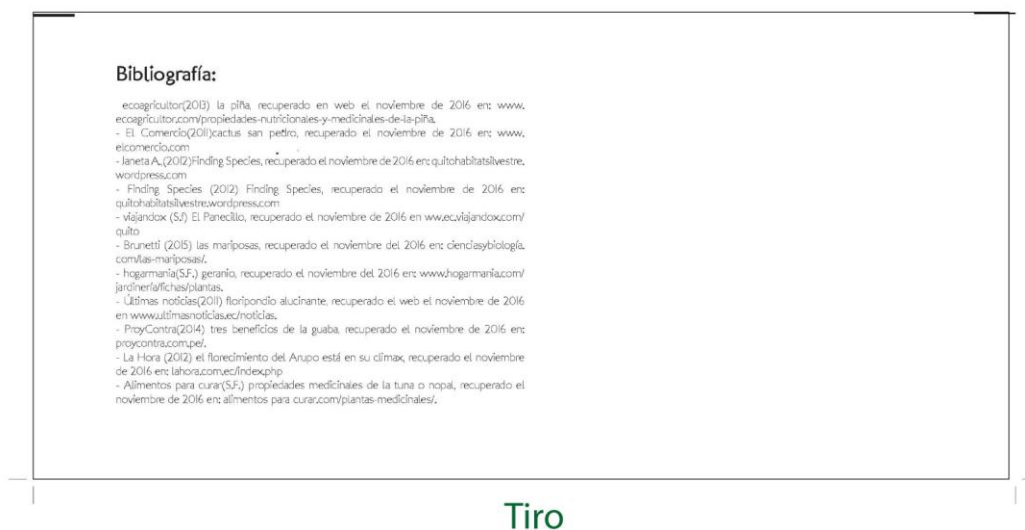 Bibliografía:
ecoagricultor(2013) la piña, recuperado en web el noviembre de 2016 en: www.
ecoagricultor.com/propiedades-nutricionales-y-medicinales-de-la-piña.
- El Comercio(2011)cactus san pedro, recuperado el noviembre de 2016 en: www.
elcomercio.com
- Janeta A.,(2012)Finding Species, recuperado el noviembre de 2016 en: quitohabitatsilvestre.
wordpress.com
- Finding Species (2012) Finding Species, recuperado el noviembre de 2016 en:
quitohabitatsilvestre.wordpress.com
- viajandox (S.f) El Panecillo, recuperado el noviembre de 2016 en ww.ec.viajandox.com/
quito
- Brunetti (2015) las mariposas, recuperado el noviembre del 2016 en: cienciasybiología.
com/las-mariposas/.
- hogarmania(S.F.) geranio, recuperado el noviembre del 2016 en: www.hogarmania.com/
jardinería/fichas/plantas.
- Últimas noticias(2011) floripondio alucinante, recuperado el web el noviembre de 2016
en www.ultimasnoticias.ec/noticias.
- ProyContra(2014) tres beneficios de la guaba, recuperado el noviembre de 2016 en:
proycontra.com.pe/.
- La Hora (2012) el florecimiento del Arupo está en su clímax, recuperado el noviembre
de 2016 en: lahora.com.ec/index.php
- Alimentos para curar(S.F.) propiedades medicinales de la tuna o nopal, recuperado el
noviembre de 2016 en: alimentos para curar.com/plantas-medicinales/.
Tiro